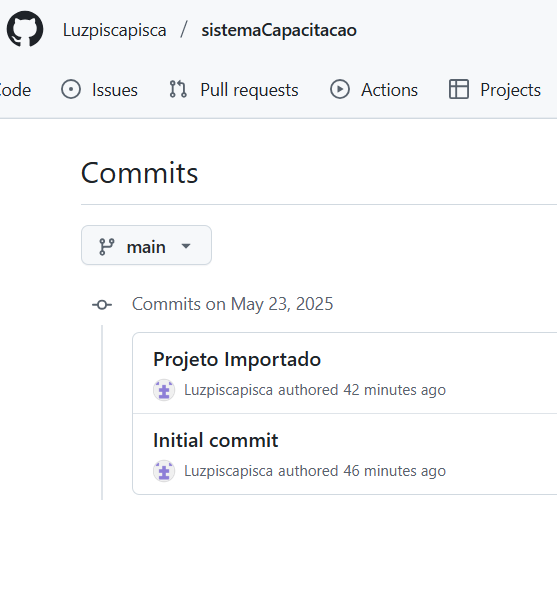 Luzpiscapisca / sistemaCapacitacao
ode Issues Pull requests Actions Projects
Commits
main
Commits on May 23, 2025
Projeto Importado
Luzpiscapisca authored 42 minutes ago
Initial commit
Luzpiscapisca authored 46 minutes ago